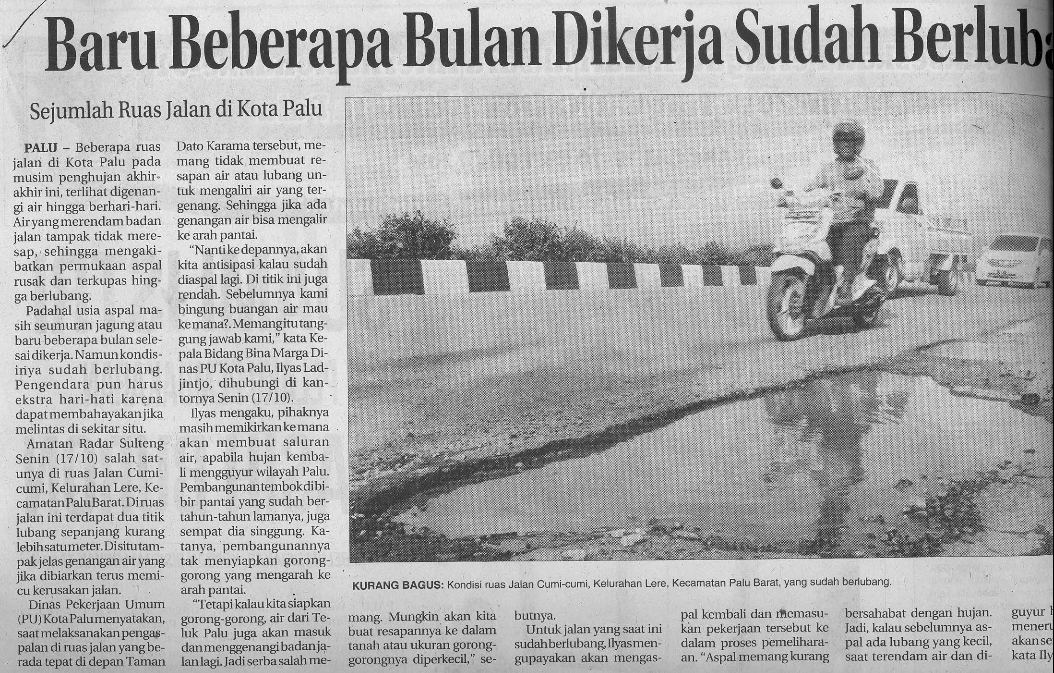 Baru Beberapa Bulan Dikerja Sudah
Sejumlah Ruas Jalan di Kota Palu
PALU – Beberapa ruas
jalan di Kota Palu pada
musim penghujan akhir-
akhir ini, terlihat digenan-
gi air hingga berhari-hari.
Air yang merendam badan
jalan tampak tidak mere-
sap, sehingga mengaki-
batkan permukaan aspal
rusak dan terkupas hing-
ga berlubang.
Padahal usia aspal ma-
sih seumuran jagung atau
baru beberapa bulan sele-
sai dikerja. Namun kondis-
inya sudah berlubang.
Pengendara pun harus
ekstra hari-hati karena
dapat membahayakan jika
melintas di sekitar situ.
Amatan Radar Sulteng
Senin (17/10) salah sat-
unya di ruas Jalan Cumi-
cumi, Kelurahan Lere, Ke-
camatan Palu Barat. Di ruas
jalan ini terdapat dua titik
lubang sepanjang kurang
lebih satu meter. Disitu tam-
pak jelas genangan air yang
jika dibiarkan terus memi-
cu kerusakan jalan.
Dinas Pekerjaan Umum
(PU) Kota Palu menyatakan,
saat melaksanakan pengas-
palan di ruas jalan yang be-
rada tepat di depan Taman
Dato Karama tersebut, me-
mang tidak membuat re-
sapan air atau lubang un-
tuk mengaliri air yang ter-
genang. Sehingga jika ada
genangan air bisa mengalir
ke arah pantai.
"Nanti ke depannya, akan
kita antisipasi kalau sudah
diaspal lagi. Di titik ini juga
rendah. Sebelumnya kami
bingung buangan air mau
ke mana?. Memang itu tang-
gung jawab kami," kata Ke-
pala Bidang Bina Marga Di-
nas PU Kota Palu, Ilyas Lad-
jintjo, dihubungi di kan-
tornya Senin (17/10).
Ilyas mengaku, pihaknya
masih memikirkan ke mana
akan membuat saluran
air, apabila hujan kemba-
li mengguyur wilayah Palu.
Pembangunan tembok dibi-
bir pantai yang sudah ber-
tahun-tahun lamanya, juga
sempat dia singgung. Ka-
tanya, pembangunannya
tak menyiapkan gorong-
gorong yang mengarah ke
arah pantai.
"Tetapi kalau kita siapkan
gorong-gorong, air dari Te-
luk Palu juga akan masuk
dan menggenangi badan ja-
lan lagi. Jadi serba salah me-
KURANG BAGUS: Kondisi ruas Jalan Cumi-cumi, Kelurahan Lere, Kecamatan Palu Barat, yang sudah berlubang.
mang. Mungkin akan kita
buat resapannya ke dalam
tanah atau ukuran gorong-
gorongnya diperkecil," se-
butnya.
Untuk jalan yang saat ini
sudah berlubang, Ilyas men-
gupayakan akan mengas-
pal kembali dan memasu-
kan pekerjaan tersebut ke
dalam proses pemelihara-
an. "Aspal memang kurang
bersahabat dengan hujan.
Jadi, kalau sebelumnya as-
pal ada lubang yang kecil,
saat terendam air dan di-
guyur
akan
kata